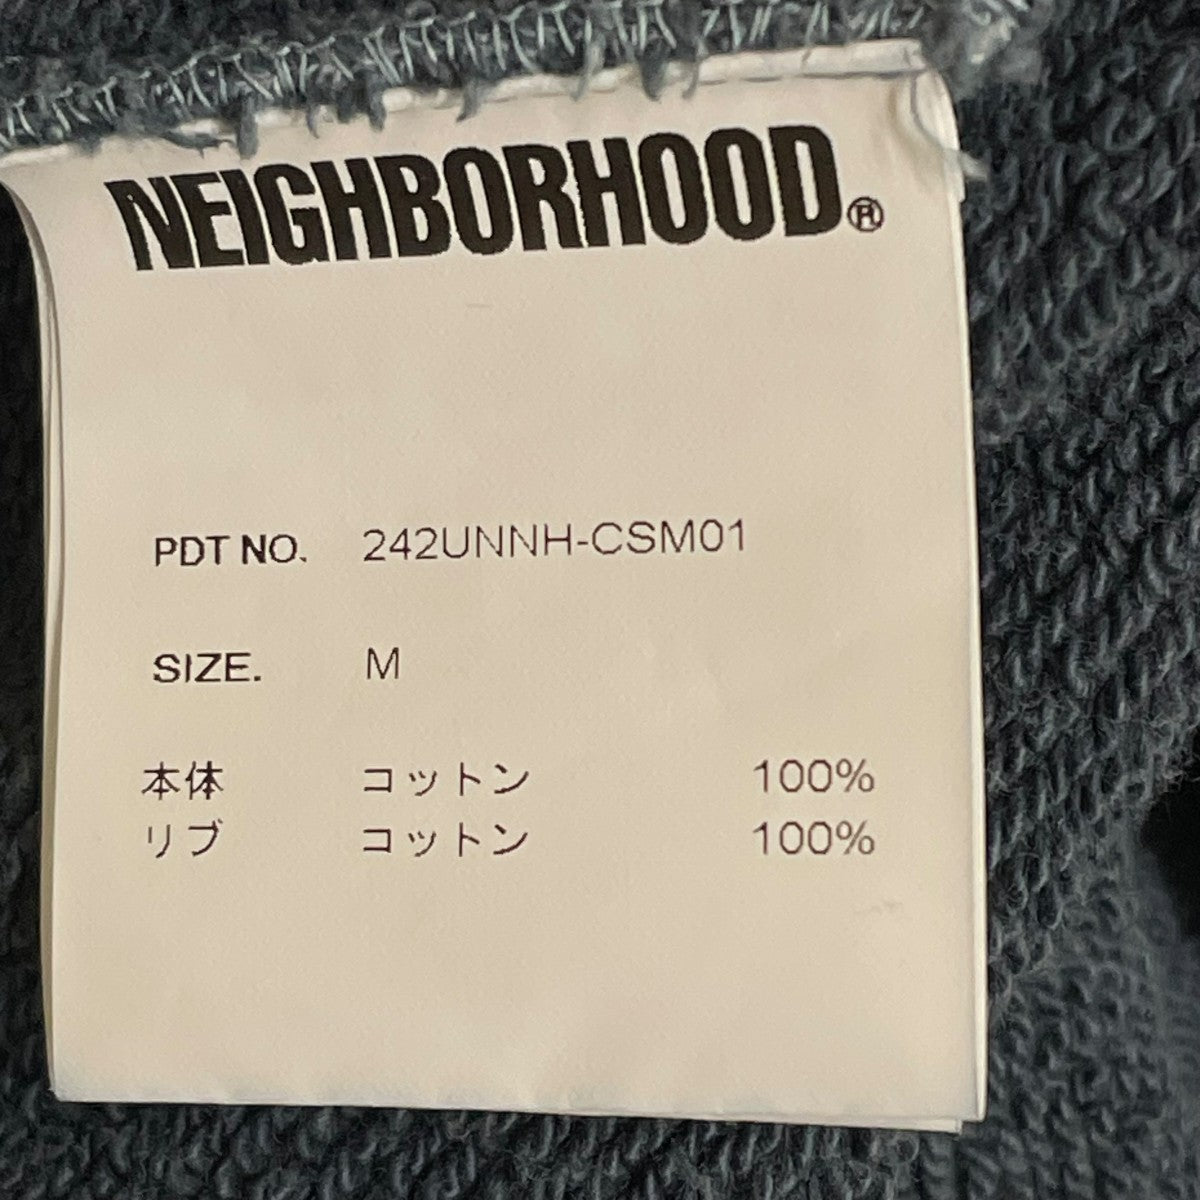 NEIGHBORHOOD®
PDT NO. 242UNNH-CSM01
SIZE. M
本体 コットン 100%
リブ コットン 100%